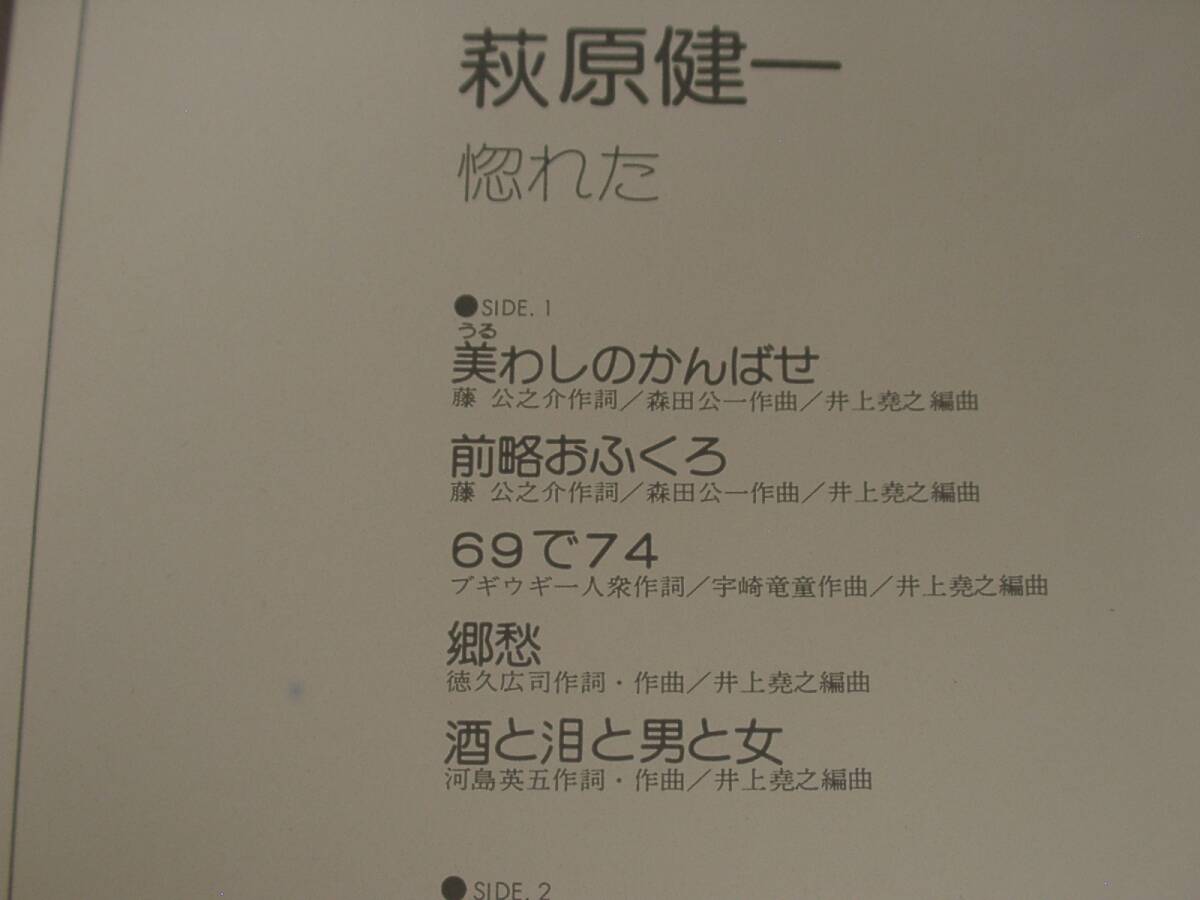 萩原健一
惚れた
●SIDE. 1
うる
美わしのかんばせ
藤 公之介作詞／森田公一作曲／井上堯之編曲
前略おふくろ
藤 公之介作詞／森田公一作曲／井上堯之編曲
69で74
ブギウギ一人衆作詞／宇崎竜童作曲／井上堯之編曲
郷愁
徳久広司作詞・作曲／井上堯之編曲
酒と泪と男と女
河島英五作詞・作曲／井上堯之編曲
●SIDE. 2